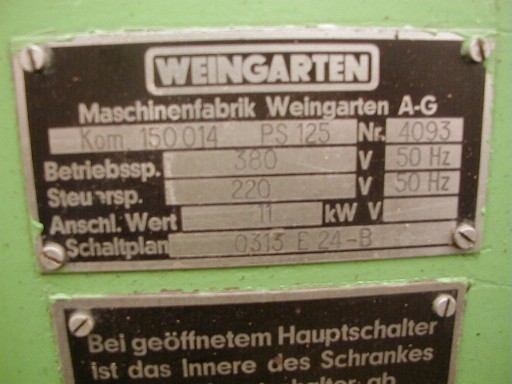 WEINGARTEN
Maschinenfabrik Weingarten A-G
Kom. 150 014 PS 125 Nr. 4093
Betriebssp. 380 V 50 Hz
Steuersp. 220 V 50 Hz
Anschl. Wert 11 kW V
Schaltplan 0313 E 24-B
Bei geöffnetem Hauptschalter
ist das Innere des Schrankes